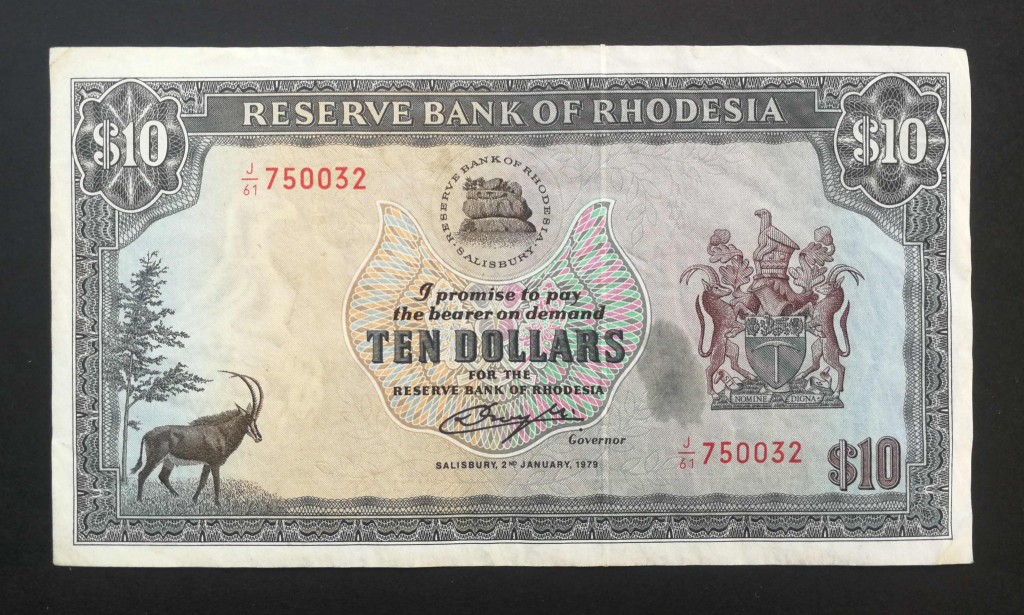 RESERVE BANK OF RHODESIA
$10
$10
J/61 750032
RESERVE BANK OF RHODESIA
· SALISBURY ·
I promise to pay
the bearer on demand
TEN DOLLARS
FOR THE
RESERVE BANK OF RHODESIA
Governor
SALISBURY, 2ND JANUARY, 1979
NOMINE DIGNA
J/61 750032
$10